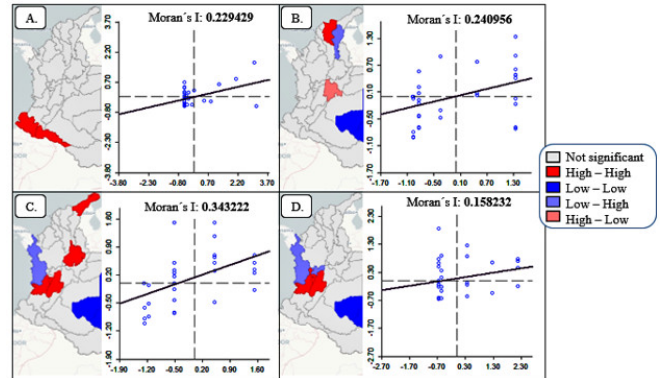 A.
Moran´s I: 0.229429
3.70
2.20
0.70
-0.80
-2.30
-3.80
-3.80 -2.30 -0.80 0.70 2.20 3.70
B.
Moran´s I: 0.240956
1.30
0.70
0.10
-0.50
-1.10
-1.70
-1.70 -1.10 -0.50 0.10 0.70 1.30
Not significant
High – High
Low – Low
Low – High
High – Low
C.
Moran´s I: 0.343222
1.60
0.90
0.20
-0.50
-1.20
-1.90
-1.90 -1.20 -0.50 0.20 0.90 1.60
D.
Moran´s I: 0.158232
2.30
1.30
0.30
-0.70
-1.70
-2.70
-2.70 -1.70 -0.70 0.30 1.30 2.30